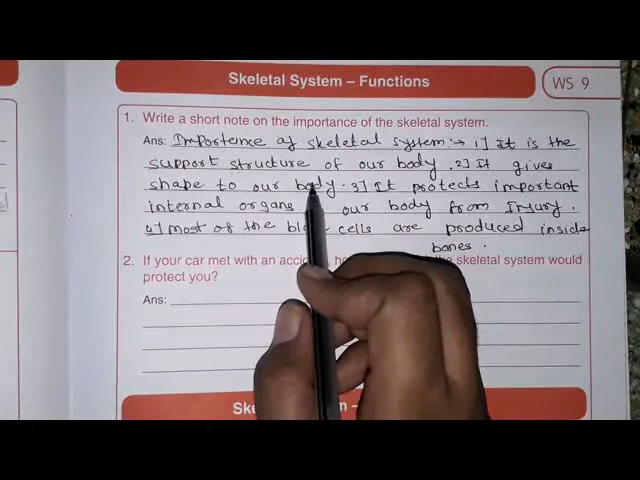 Skeletal System – Functions
WS 9
1. Write a short note on the importance of the skeletal system.
Ans: Importence of skeletal system :→ 1] It is the
support structure of our body . 2] It gives
shape to our body . 3] It protects important
internal organs our body from Injury .
4] most of the cells are produced inside
bones .
2. If your car met with an the skeletal system would
protect you?
Ans: